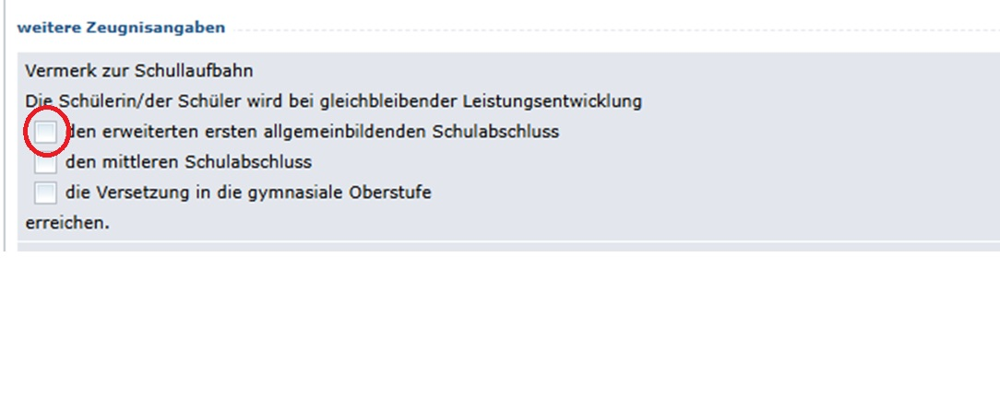 weitere Zeugnisangaben
Vermerk zur Schullaufbahn
Die Schülerin/der Schüler wird bei gleichbleibender Leistungsentwicklung
den erweiterten ersten allgemeinbildenden Schulabschluss
den mittleren Schulabschluss
die Versetzung in die gymnasiale Oberstufe
erreichen.